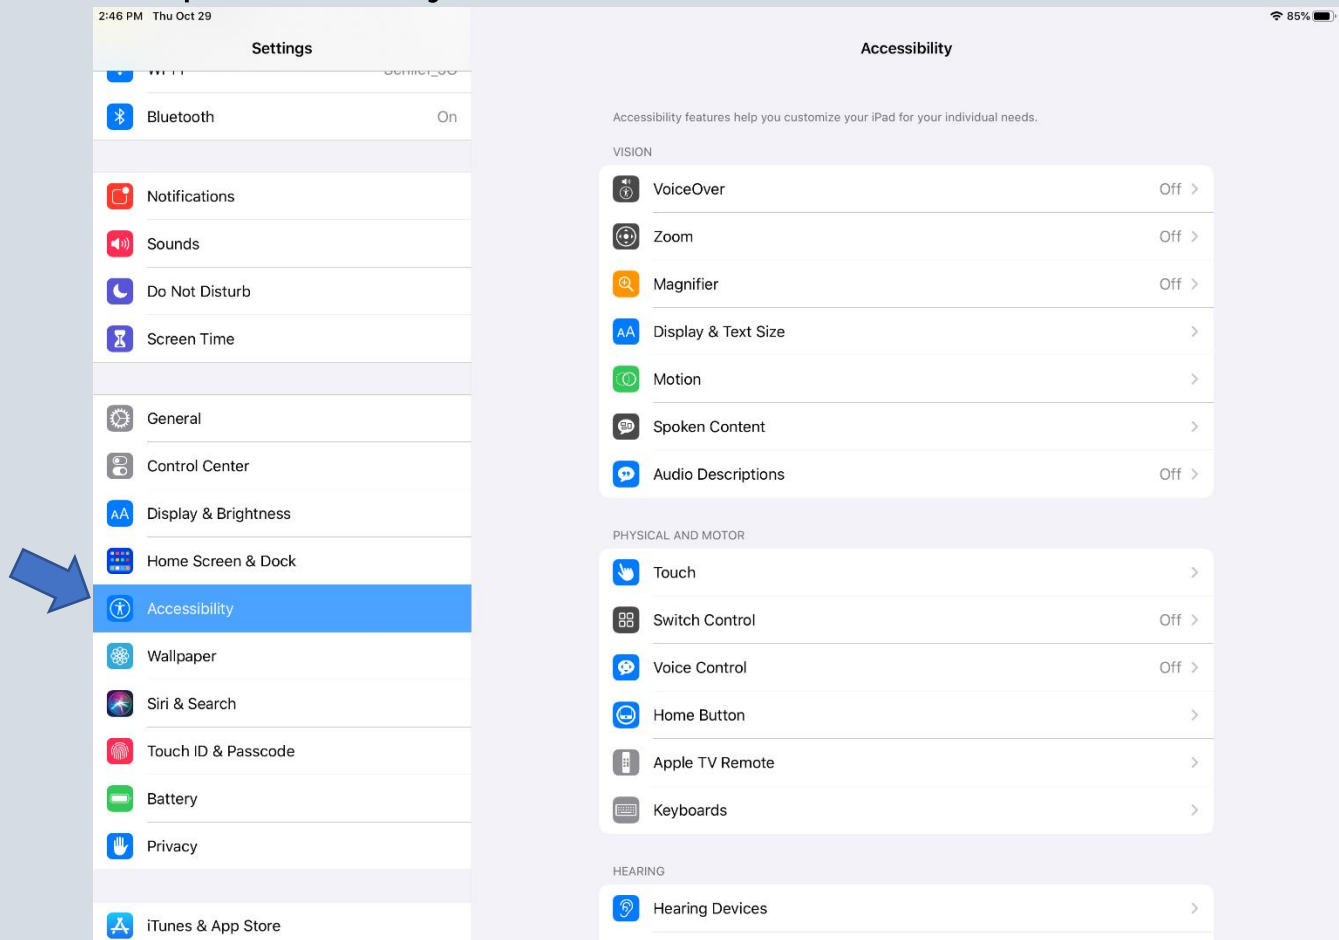 2:46 PM Thu Oct 29
85%
Settings
Bluetooth On
Notifications
Sounds
Do Not Disturb
Screen Time
General
Control Center
AA Display & Brightness
Home Screen & Dock
Accessibility
Wallpaper
Siri & Search
Touch ID & Passcode
Battery
Privacy
iTunes & App Store
Accessibility
Accessibility features help you customize your iPad for your individual needs.
VISION
VoiceOver Off
Zoom Off
Magnifier Off
AA Display & Text Size
Motion
Spoken Content
Audio Descriptions Off
PHYSICAL AND MOTOR
Touch
Switch Control Off
Voice Control Off
Home Button
Apple TV Remote
Keyboards
HEARING
Hearing Devices